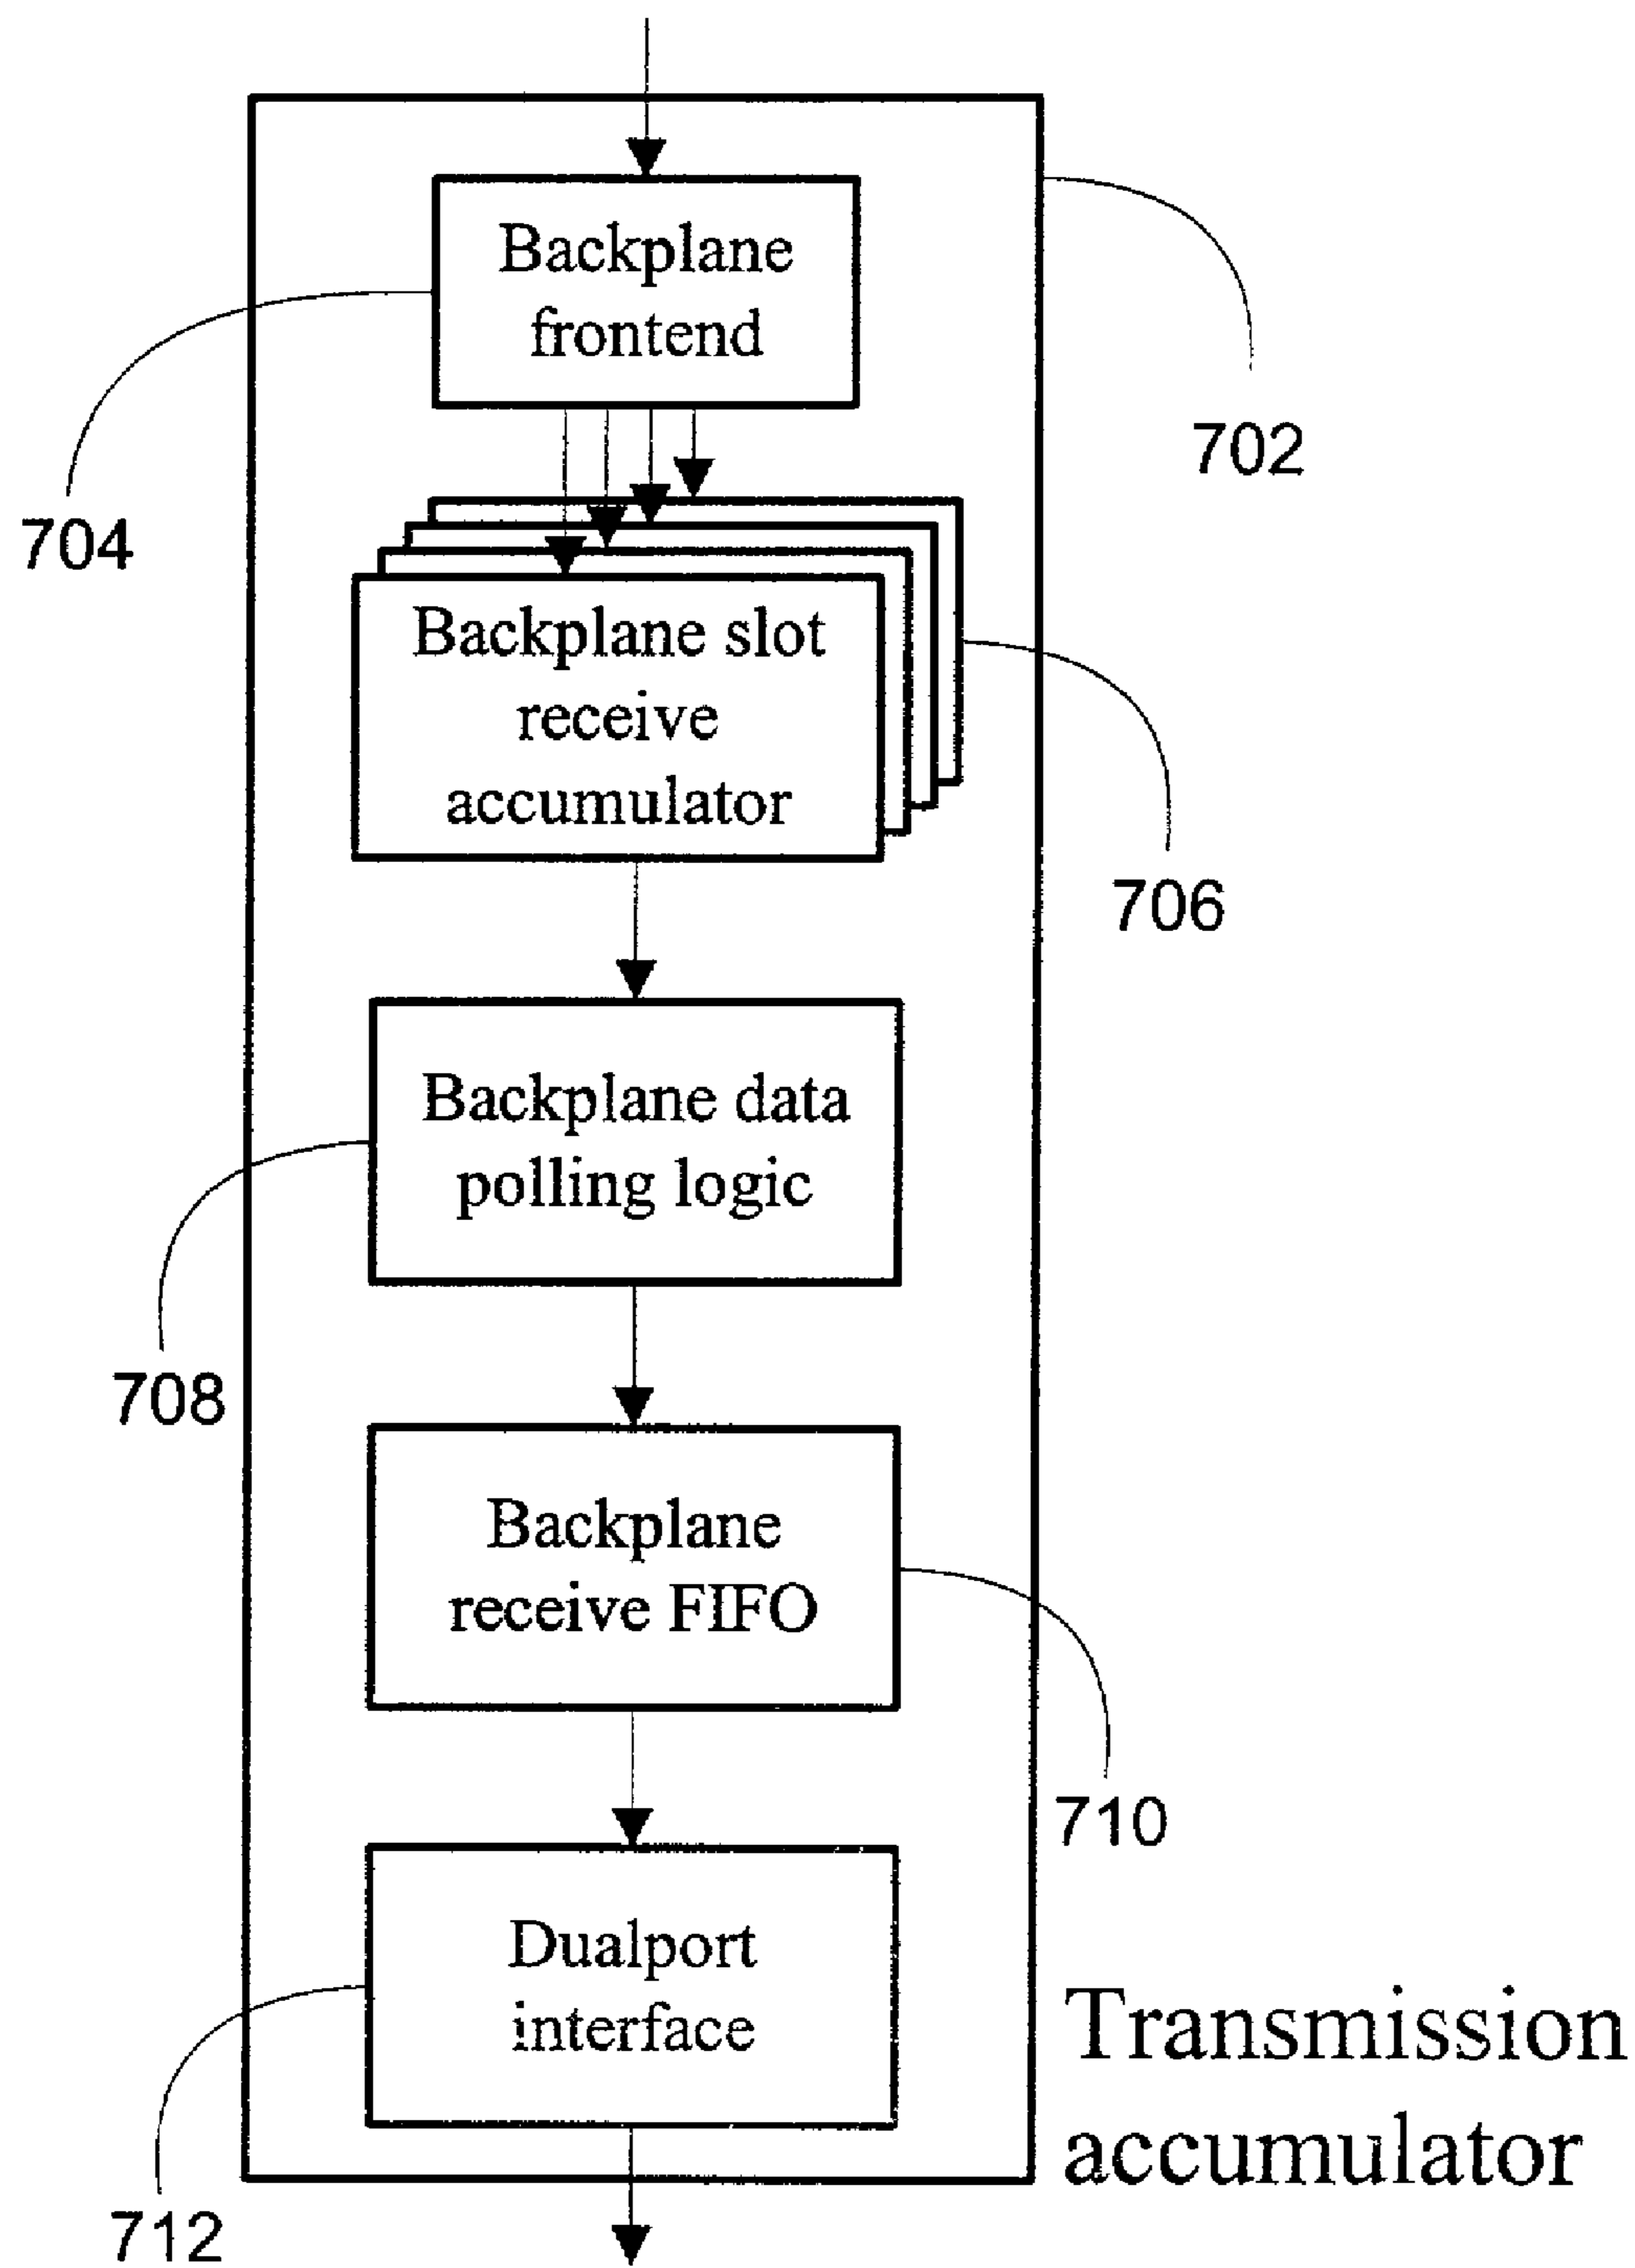 Backplane
frontend
702
704
Backplane slot
receive
accumulator
706
Backplane data
polling logic
708
Backplane
receive FIFO
710
Dualport
interface
Transmission
accumulator
712